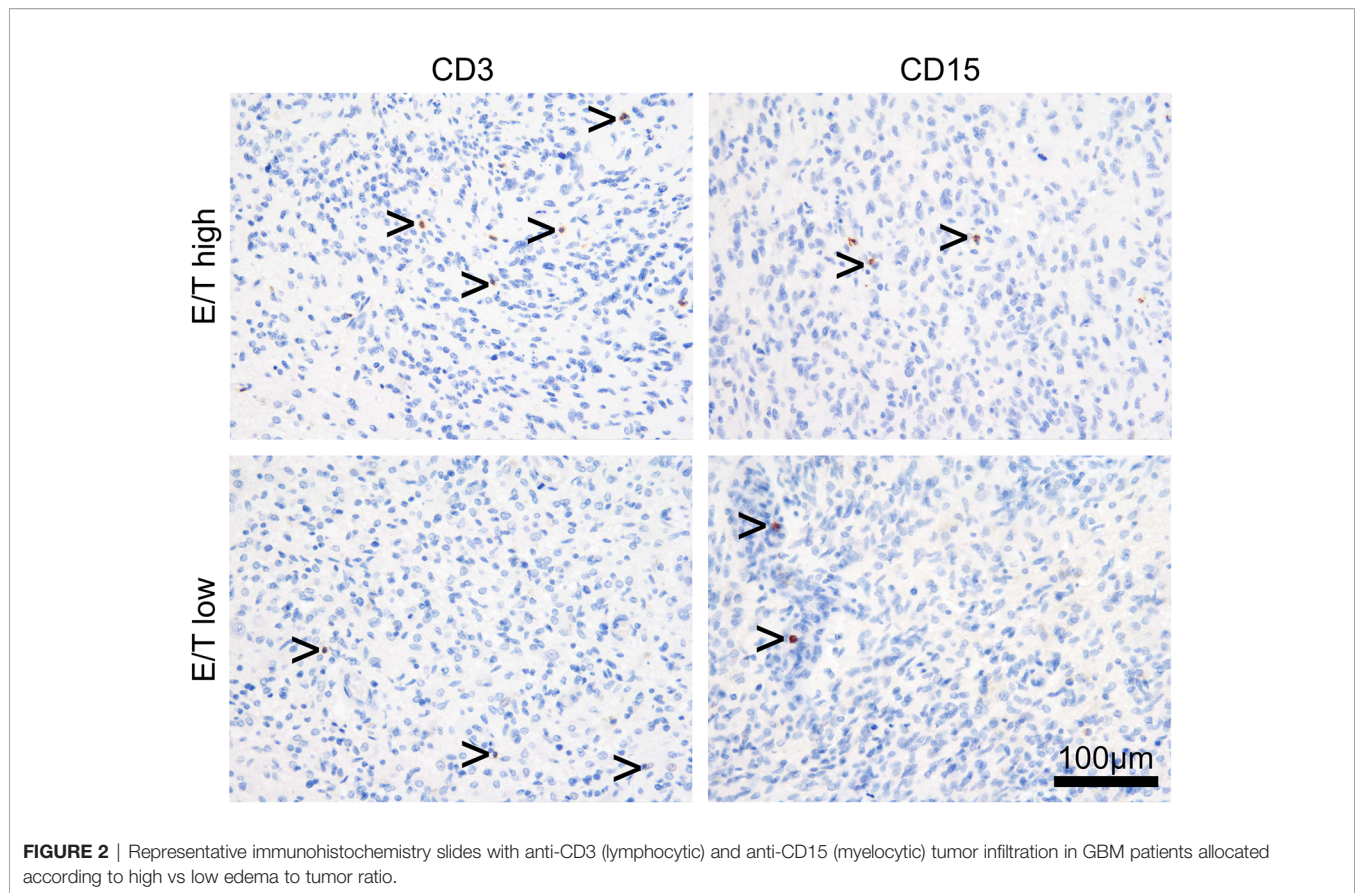 CD3 CD15
E/T high
> > > >
> >
E/T low
> > >
> >
100µm
FIGURE 2 | Representative immunohistochemistry slides with anti-CD3 (lymphocytic) and anti-CD15 (myelocytic) tumor infiltration in GBM patients allocated
according to high vs low edema to tumor ratio.